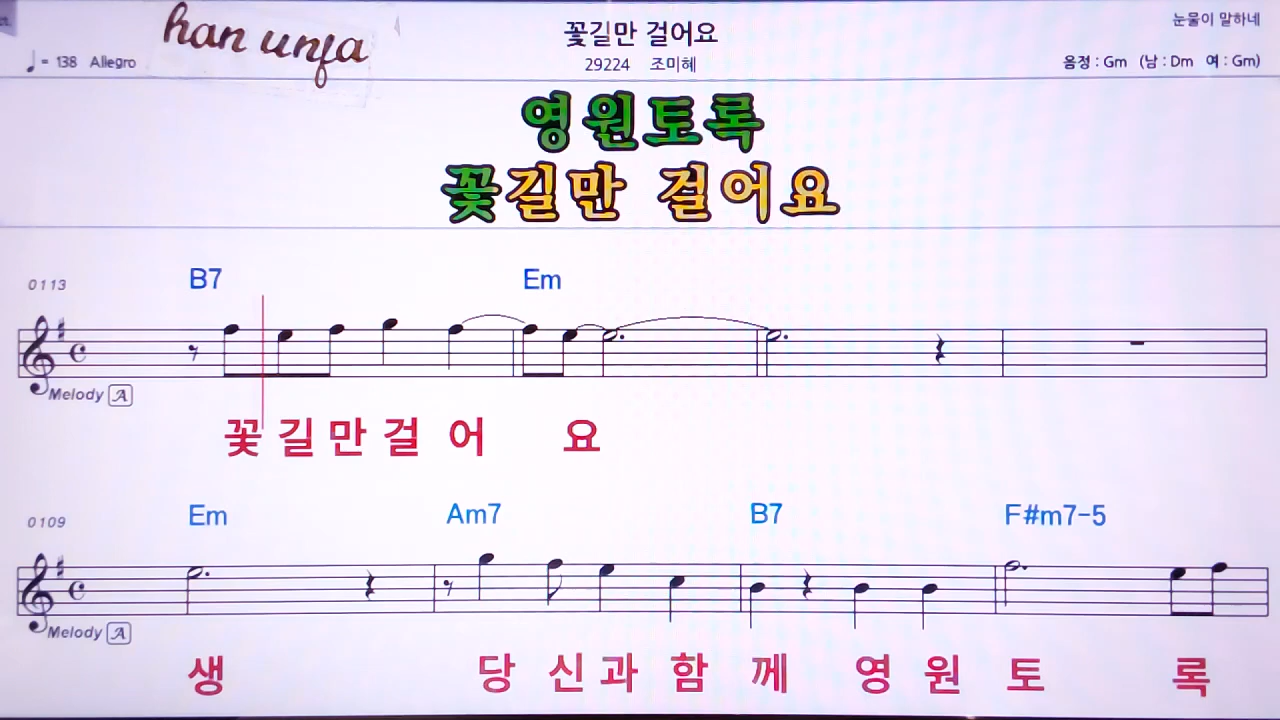 han unfa
꽃길만 걸어요
눈물이 말하네
♩= 138 Allegro
29224 조미혜
음정 : Gm (남 : Dm 여 : Gm)
영원토록
꽃길만 걸어요
0113 B7 Em
Melody A
꽃 길 만 걸 어 요
0109 Em Am7 B7 F#m7-5
Melody A
생 당 신 과 함 께 영 원 토 록